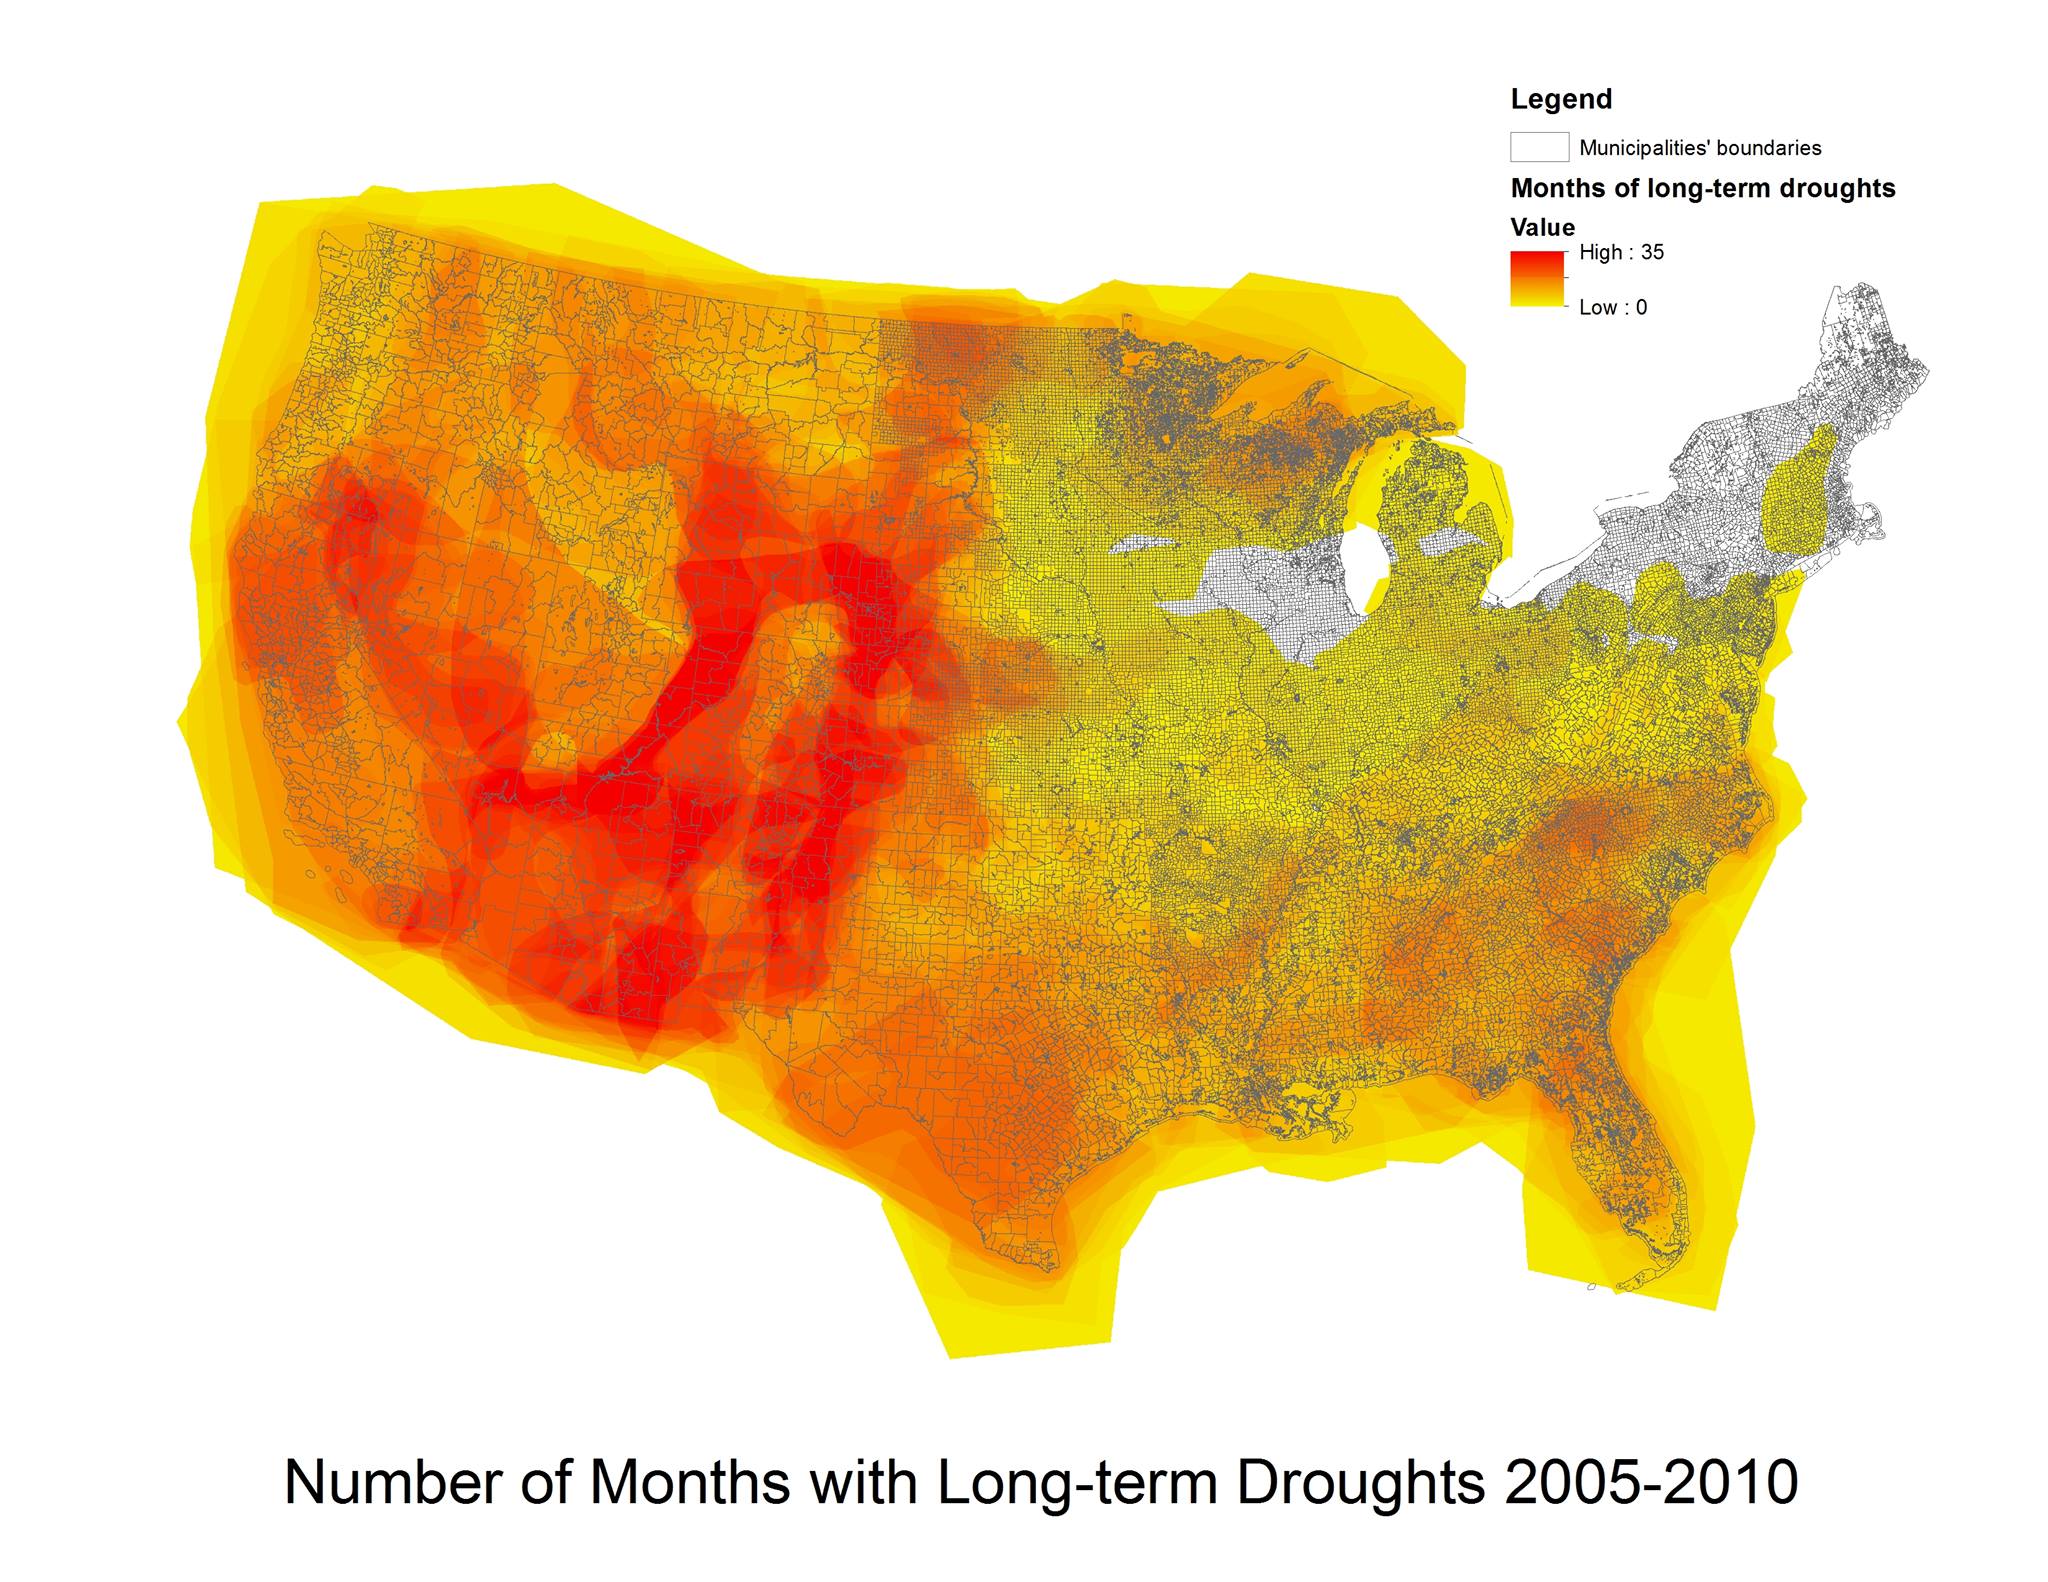 Legend
Municipalities' boundaries
Months of long-term droughts
Value
High : 35
Low : 0
Number of Months with Long-term Droughts 2005-2010